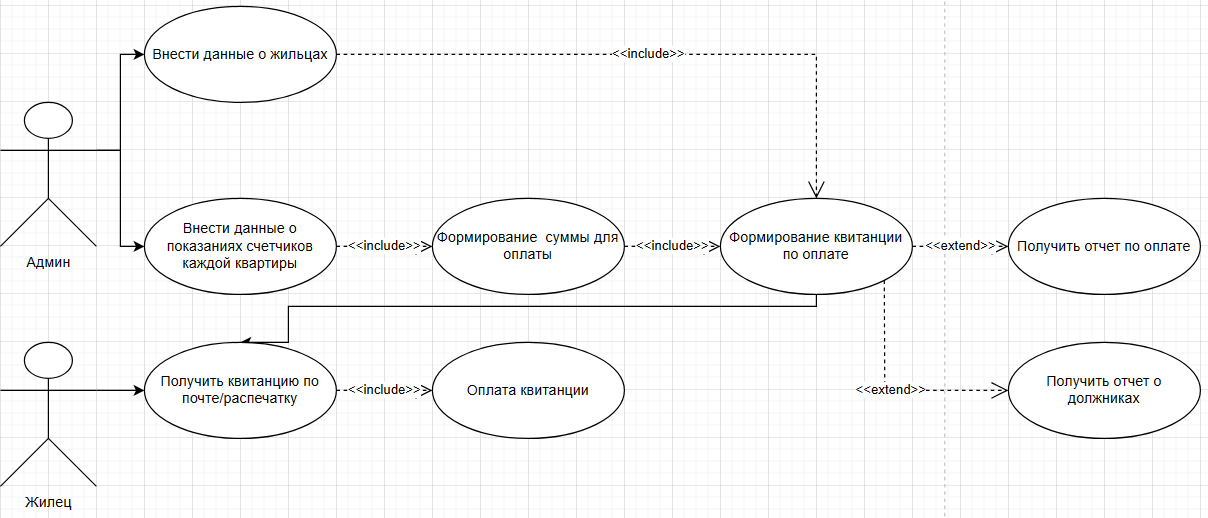 Внести данные о жильцах
<<include>>
Админ
Внести данные о
показаниях счетчиков
каждой квартиры
<<include>>
Формирование  суммы для
оплаты
<<include>>
Формирование квитанции
по оплате
<<extend>>
Получить отчет по оплате
Жилец
Получить квитанцию по
почте/распечатку
<<include>>
Оплата квитанции
<<extend>>
Получить отчет о
должниках